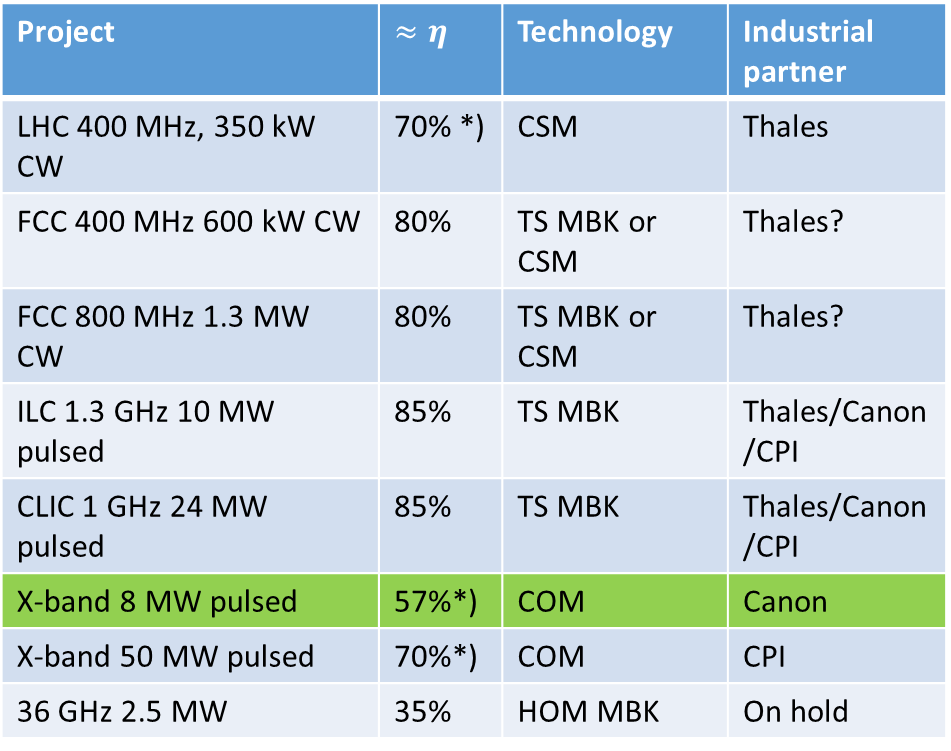 Project ≈ η Technology Industrial partner
LHC 400 MHz, 350 kW CW 70% *) CSM Thales
FCC 400 MHz 600 kW CW 80% TS MBK or CSM Thales?
FCC 800 MHz 1.3 MW CW 80% TS MBK or CSM Thales?
ILC 1.3 GHz 10 MW pulsed 85% TS MBK Thales/Canon/CPI
CLIC 1 GHz 24 MW pulsed 85% TS MBK Thales/Canon/CPI
X-band 8 MW pulsed 57%*) COM Canon
X-band 50 MW pulsed 70%*) COM CPI
36 GHz 2.5 MW 35% HOM MBK On hold